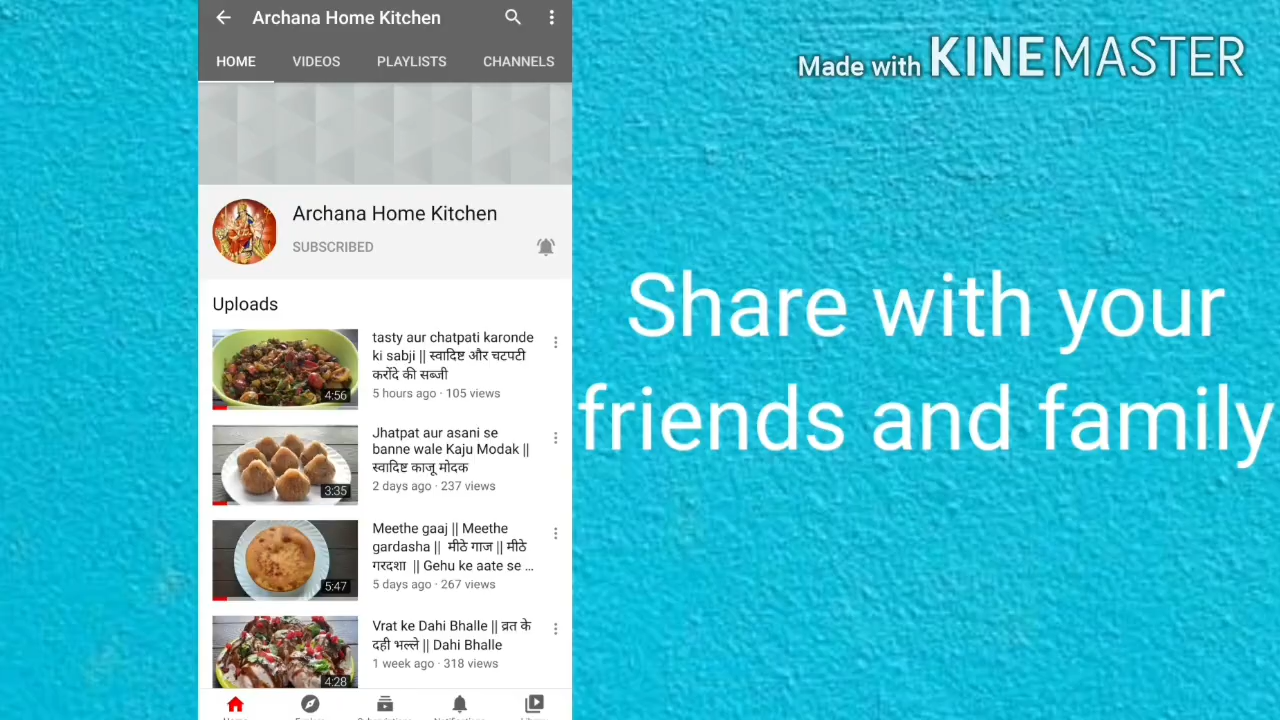 Archana Home Kitchen
HOME VIDEOS PLAYLISTS CHANNELS
Made with KINEMASTER
Archana Home Kitchen
SUBSCRIBED
Uploads
tasty aur chatpati karonde
ki sabji || स्वादिष्ट और चटपटी
करोंदे की सब्जी
5 hours ago · 105 views
4:56
Jhatpat aur asani se
banne wale Kaju Modak ||
स्वादिष्ट काजू मोदक
2 days ago · 237 views
3:35
Meethe gaaj || Meethe
gardasha || मीठे गाज || मीठे
गरदशा || Gehu ke aate se ...
5 days ago · 267 views
5:47
Vrat ke Dahi Bhalle || व्रत के
दही भल्ले || Dahi Bhalle
1 week ago · 318 views
4:28
Share with your
friends and family